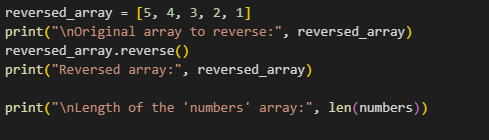 reversed_array = [5, 4, 3, 2, 1]
print("\nOriginal array to reverse:", reversed_array)
reversed_array.reverse()
print("Reversed array:", reversed_array)
print("\nLength of the 'numbers' array:", len(numbers))